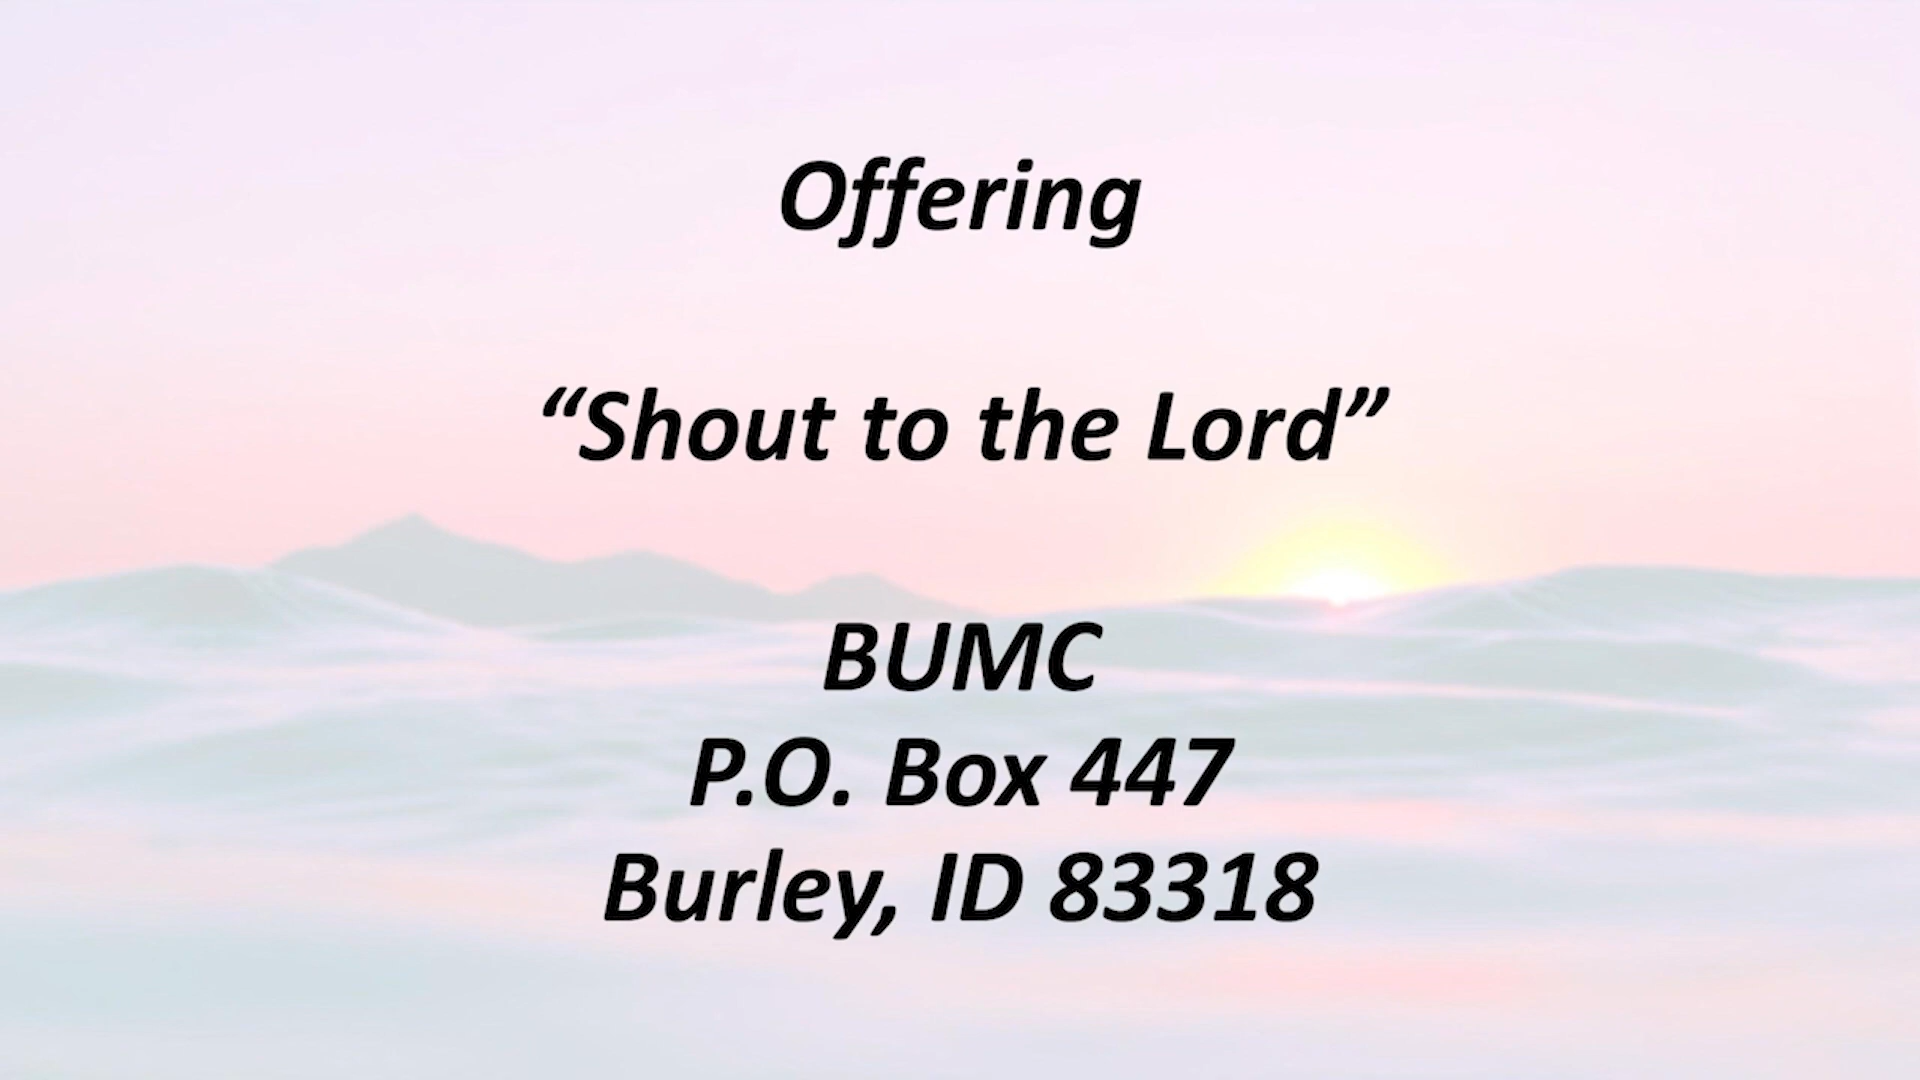 Offering
“Shout to the Lord”
BUMC
P.O. Box 447
Burley, ID 83318